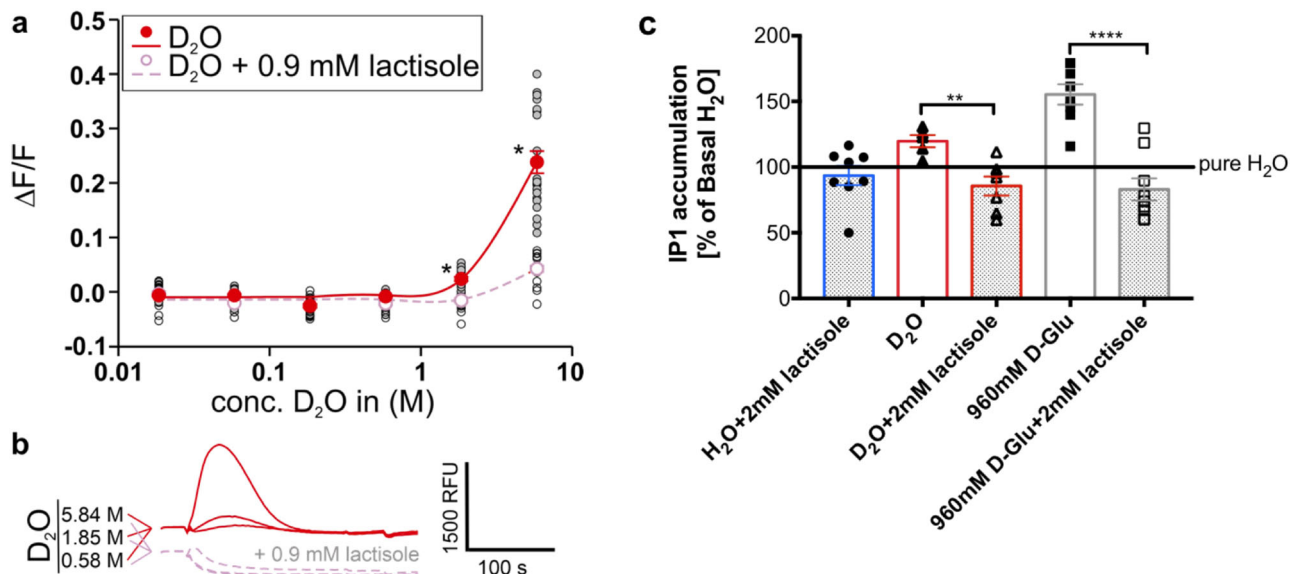 a
0.5
0.4
0.3
0.2
0.1
0.0
-0.1
ΔF/F
D₂O
D₂O + 0.9 mM lactisole
*
*
0.01
0.1
1
10
conc. D₂O in (M)
b
D₂O
5.84 M
1.85 M
0.58 M
+ 0.9 mM lactisole
1500 RFU
100 s
c
200
150
100
50
0
IP1 accumulation
[% of Basal H₂O]
**
****
pure H₂O
H₂O+2mM lactisole
D₂O
D₂O+2mM lactisole
960mM D-Glu
960mM D-Glu+2mM lactisole